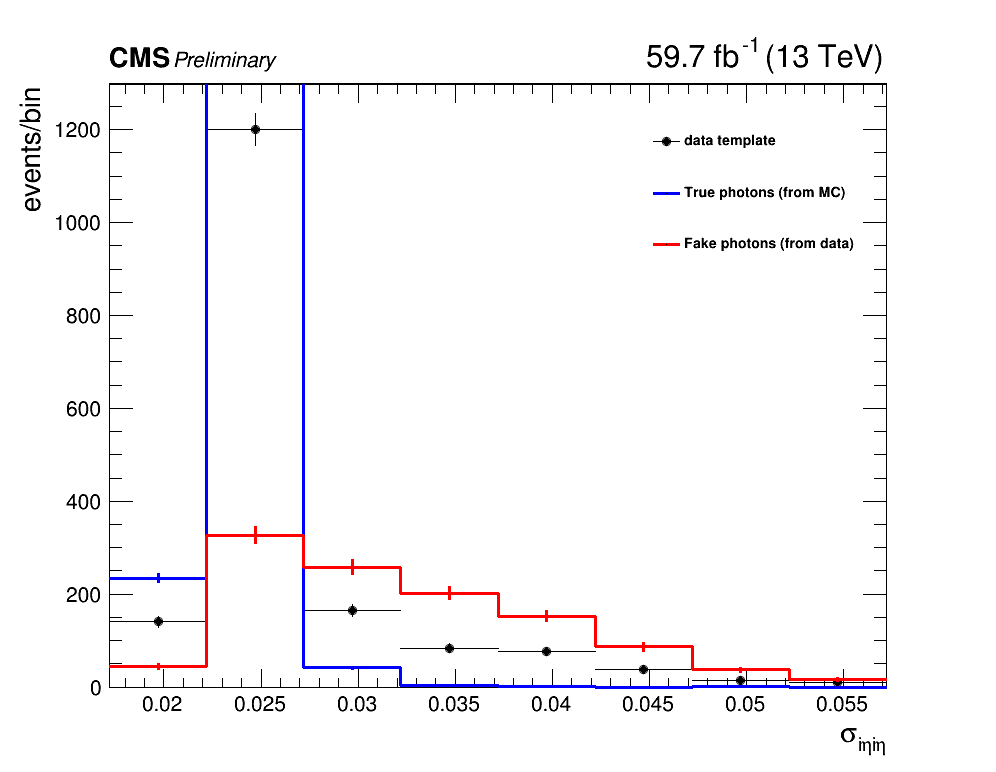 CMS Preliminary 59.7 fb⁻¹ (13 TeV)
events/bin
1200
1000
800
600
400
200
0
data template
True photons (from MC)
Fake photons (from data)
0.02 0.025 0.03 0.035 0.04 0.045 0.05 0.055
σiηiη